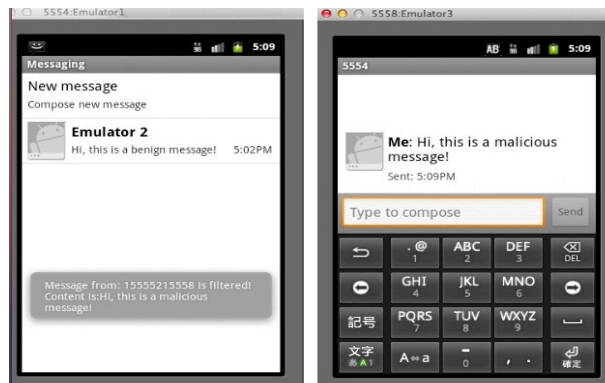 5554:Emulator1
5:09
Messaging
New message
Compose new message
Emulator 2
Hi, this is a benign message! 5:02PM
Message from: 15555215558 is filtered!
Content is:Hi, this is a malicious
message!
5558:Emulator3
AB 5:09
5554
Me: Hi, this is a malicious
message!
Sent: 5:09PM
Type to compose Send
. @ ABC DEF
1 2 3 DEL
GHI JKL MNO
4 5 6
記号 PQRS TUV WXYZ
7 8 9
文字 A⇔a - , .
あA1 0 確定